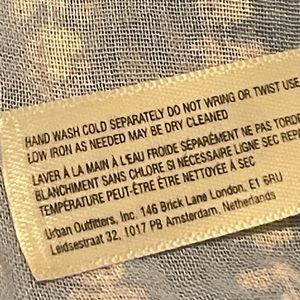 HAND WASH COLD SEPARATELY DO NOT WRING OR TWIST USE
LOW IRON AS NEEDED MAY BE DRY CLEANED
LAVER À LA MAIN À L'EAU FROIDE SÉPARÉMENT NE PAS TORDE
BLANCHIMENT SANS CHLORE SI NÉCESSAIRE LIGNE SEC REF
TEMPÉRATURE PEUT-ÊTRE ÊTRE NETTOYÉE À SEC
Urban Outfitters, Inc. 146 Brick Lane London, E1 6RU
Leidsestraat 32, 1017 PB Amsterdam, Netherlands